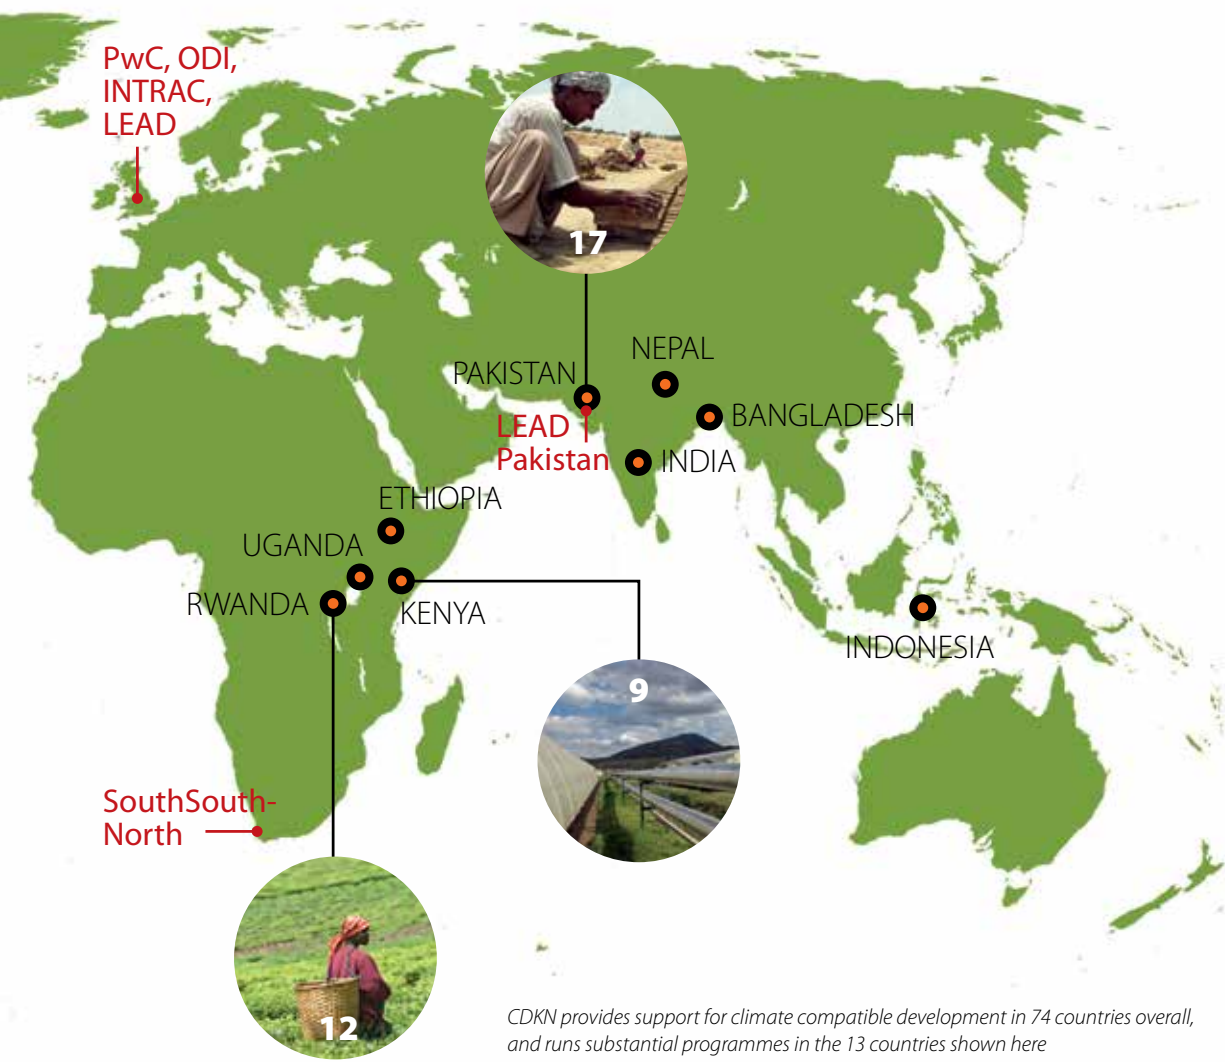 PwC, ODI,
INTRAC,
LEAD
17
NEPAL
PAKISTAN
BANGLADESH
LEAD
Pakistan
INDIA
ETHIOPIA
UGANDA
RWANDA
KENYA
INDONESIA
9
SouthSouth-
North
12
CDKN provides support for climate compatible development in 74 countries overall,
and runs substantial programmes in the 13 countries shown here